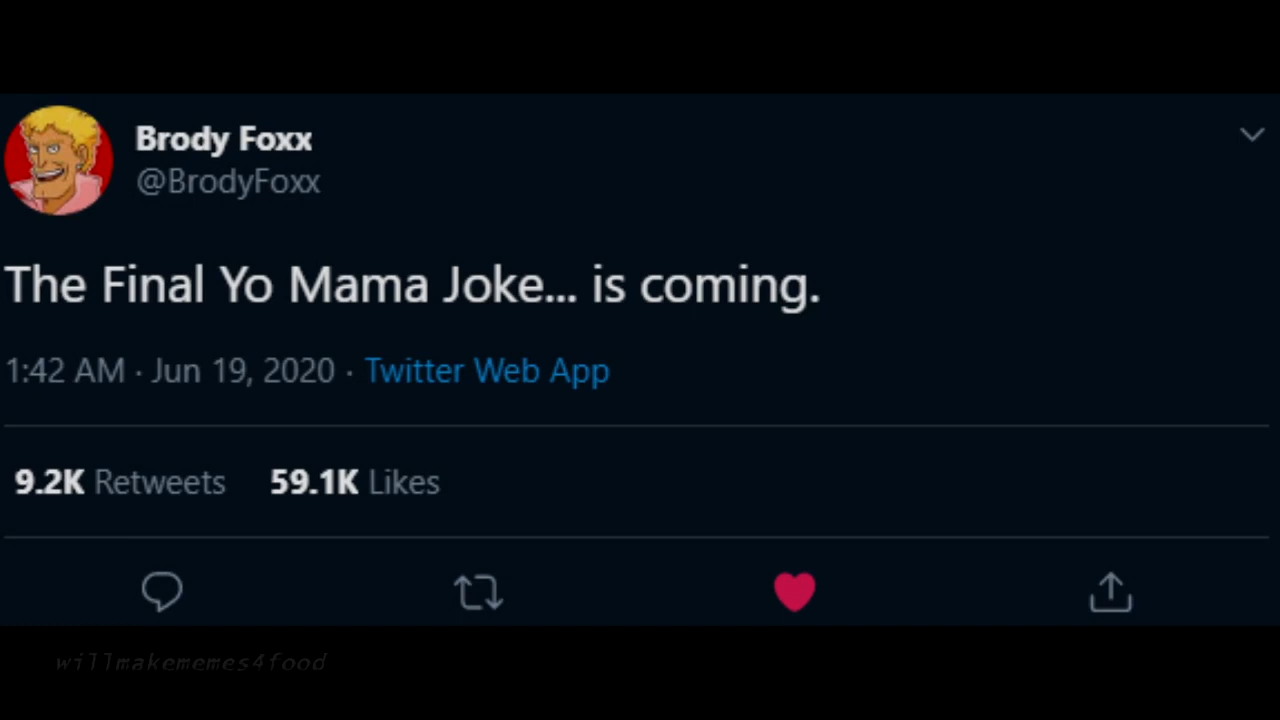 Brody Foxx
@BrodyFoxx
The Final Yo Mama Joke... is coming.
1:42 AM · Jun 19, 2020 · Twitter Web App
9.2K Retweets 59.1K Likes
willmakememes4food